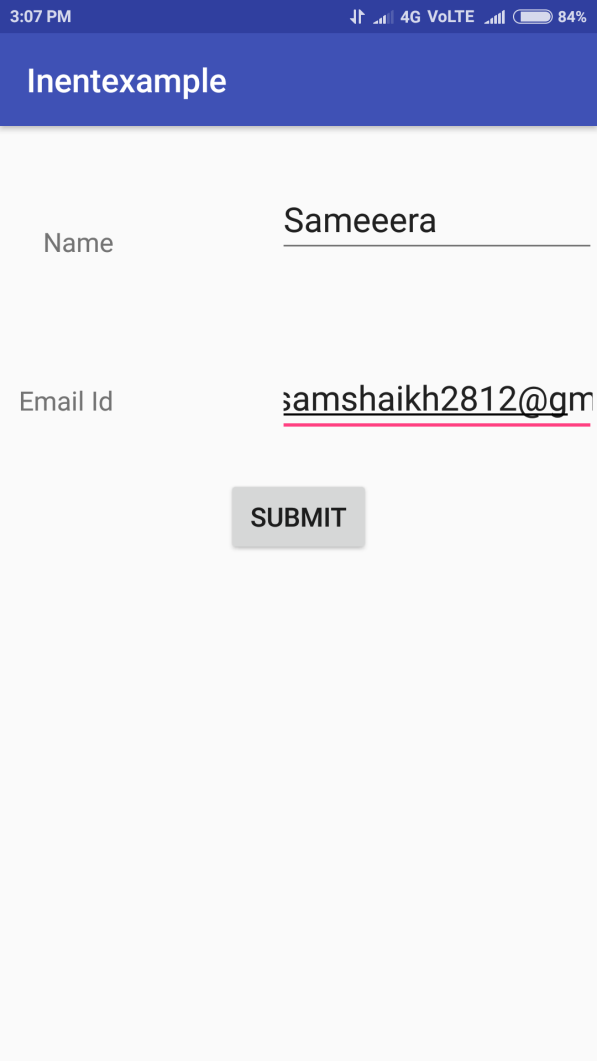 3:07 PM 4G VoLTE 84%
Inentexample
Sameeera
Name
Email Id samshaikh2812@gm
SUBMIT